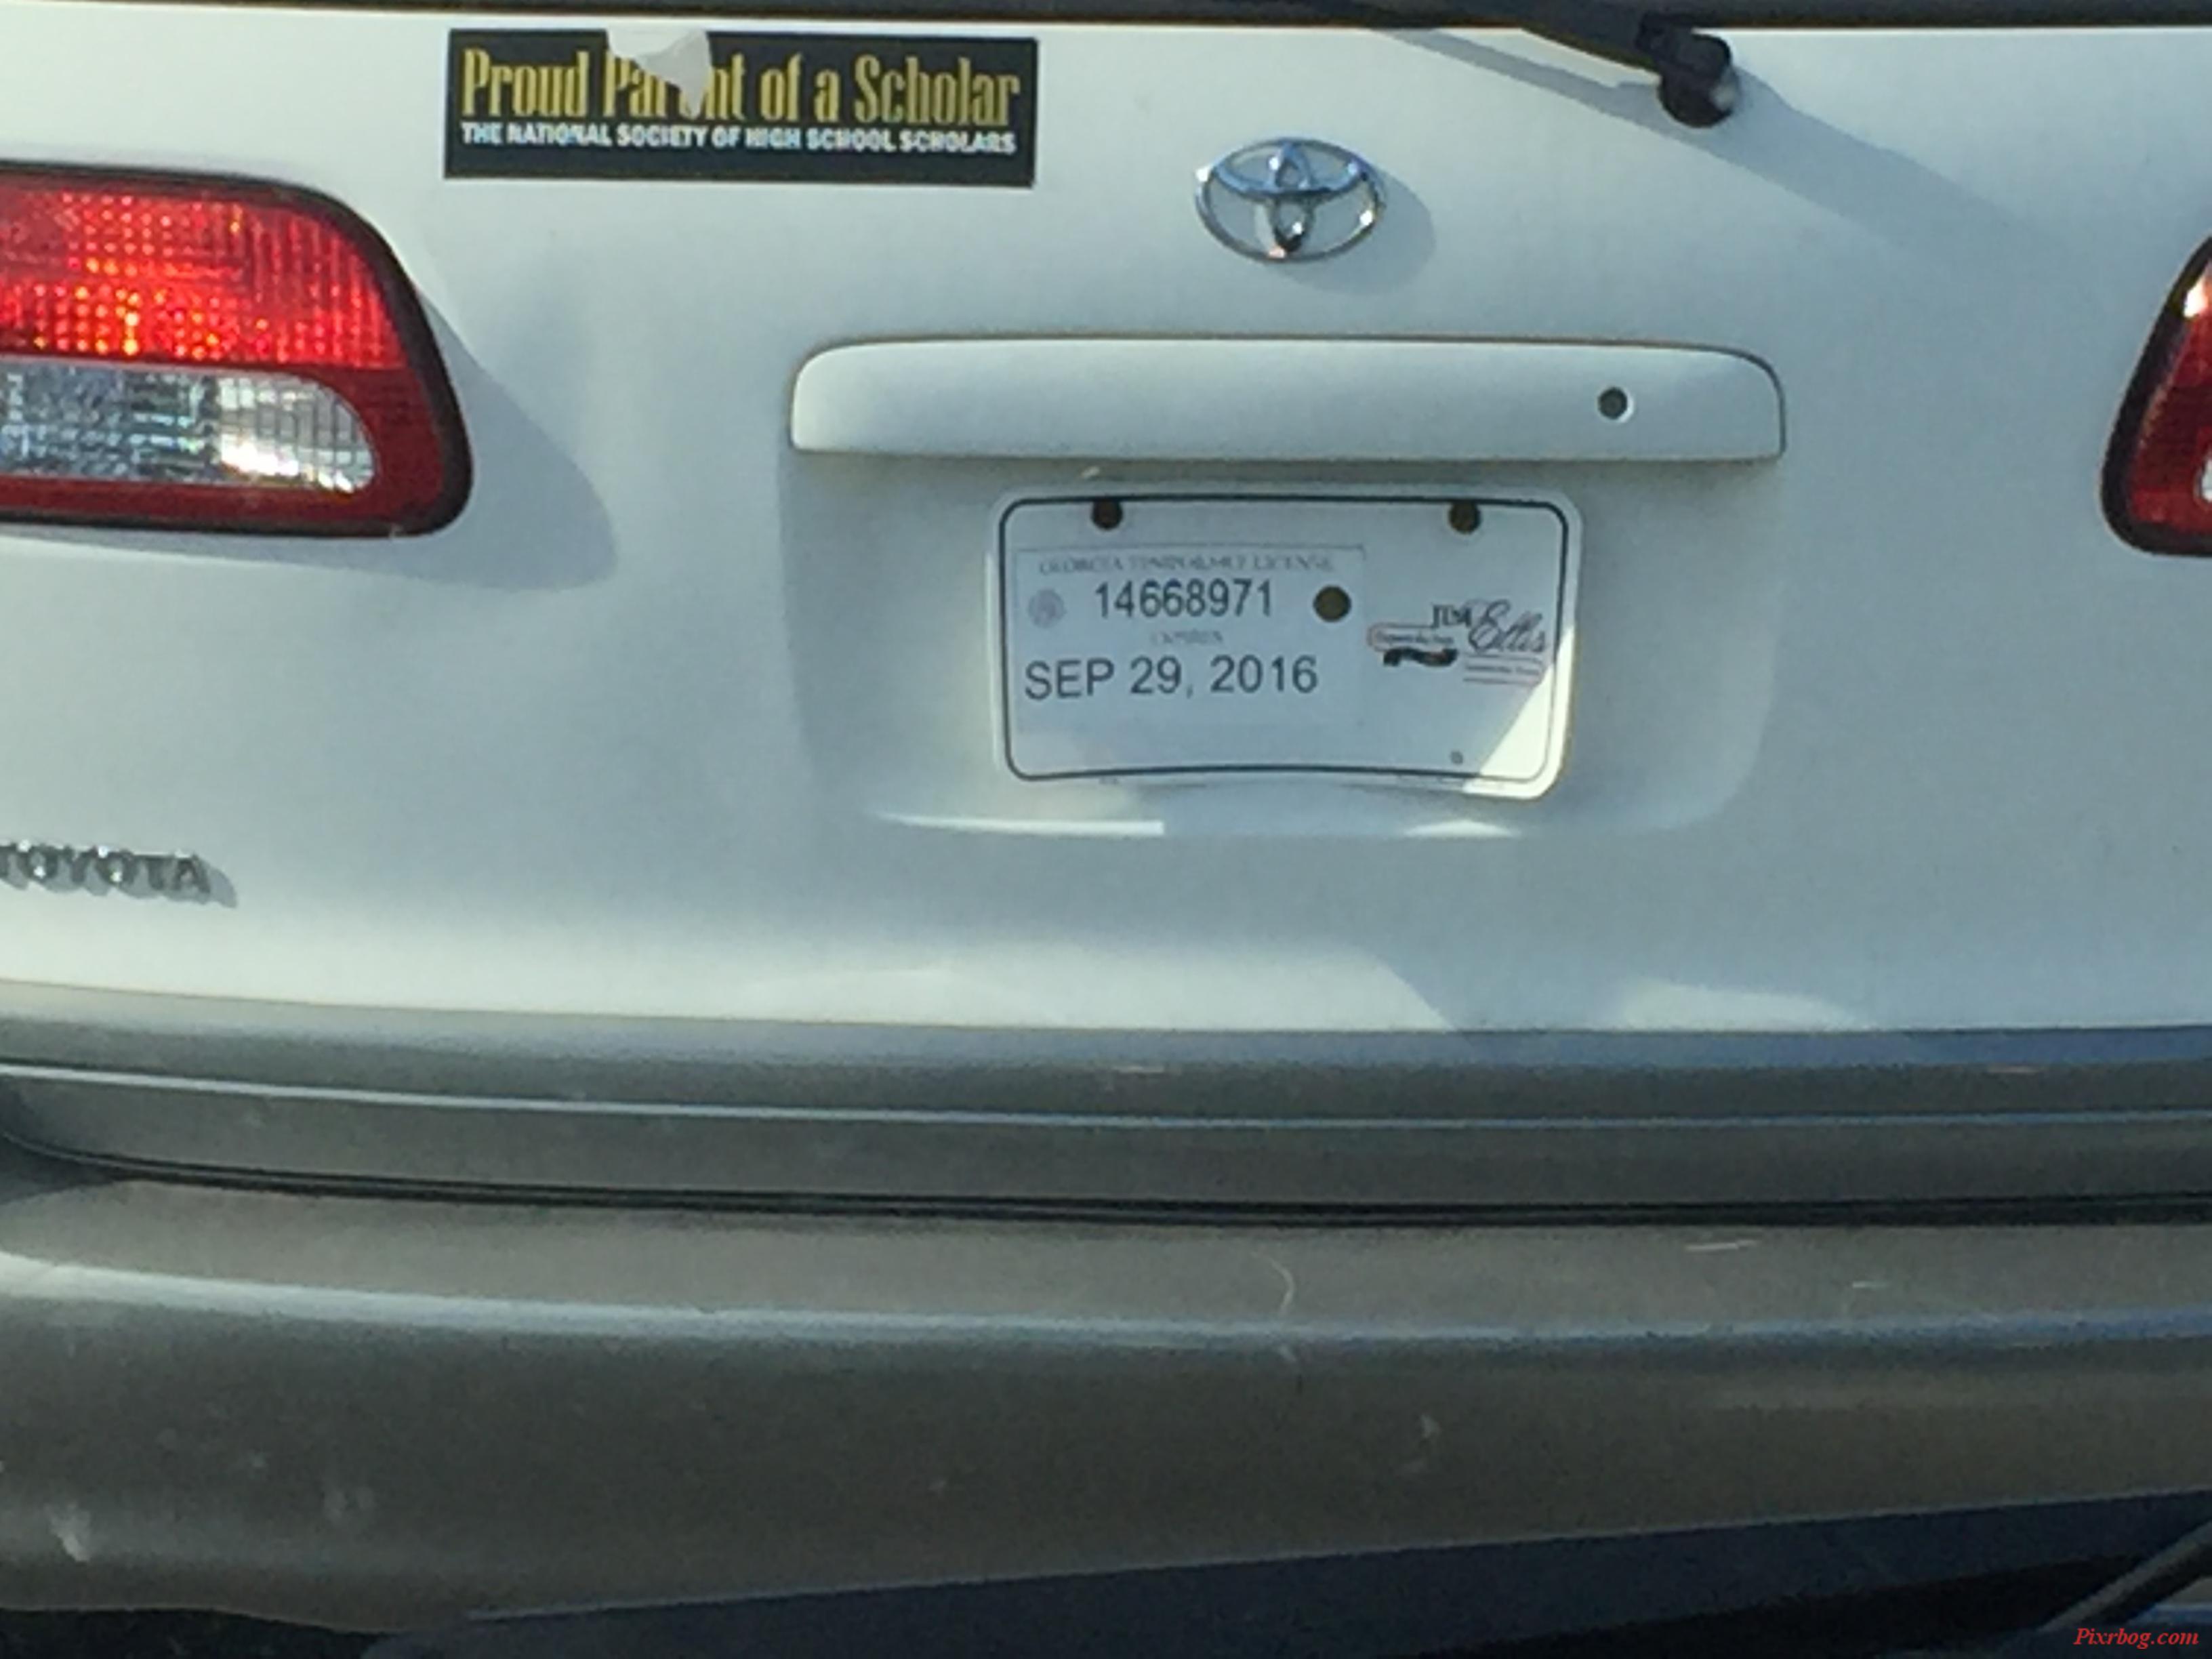 Proud Parent of a Scholar
THE NATIONAL SOCIETY OF HIGH SCHOOL SCHOLARS
GEORGIA TEMPORARY LICENSE
14668971
EXPIRES
SEP 29, 2016
JIM Ellis
TOYOTA
Pixrbog.com